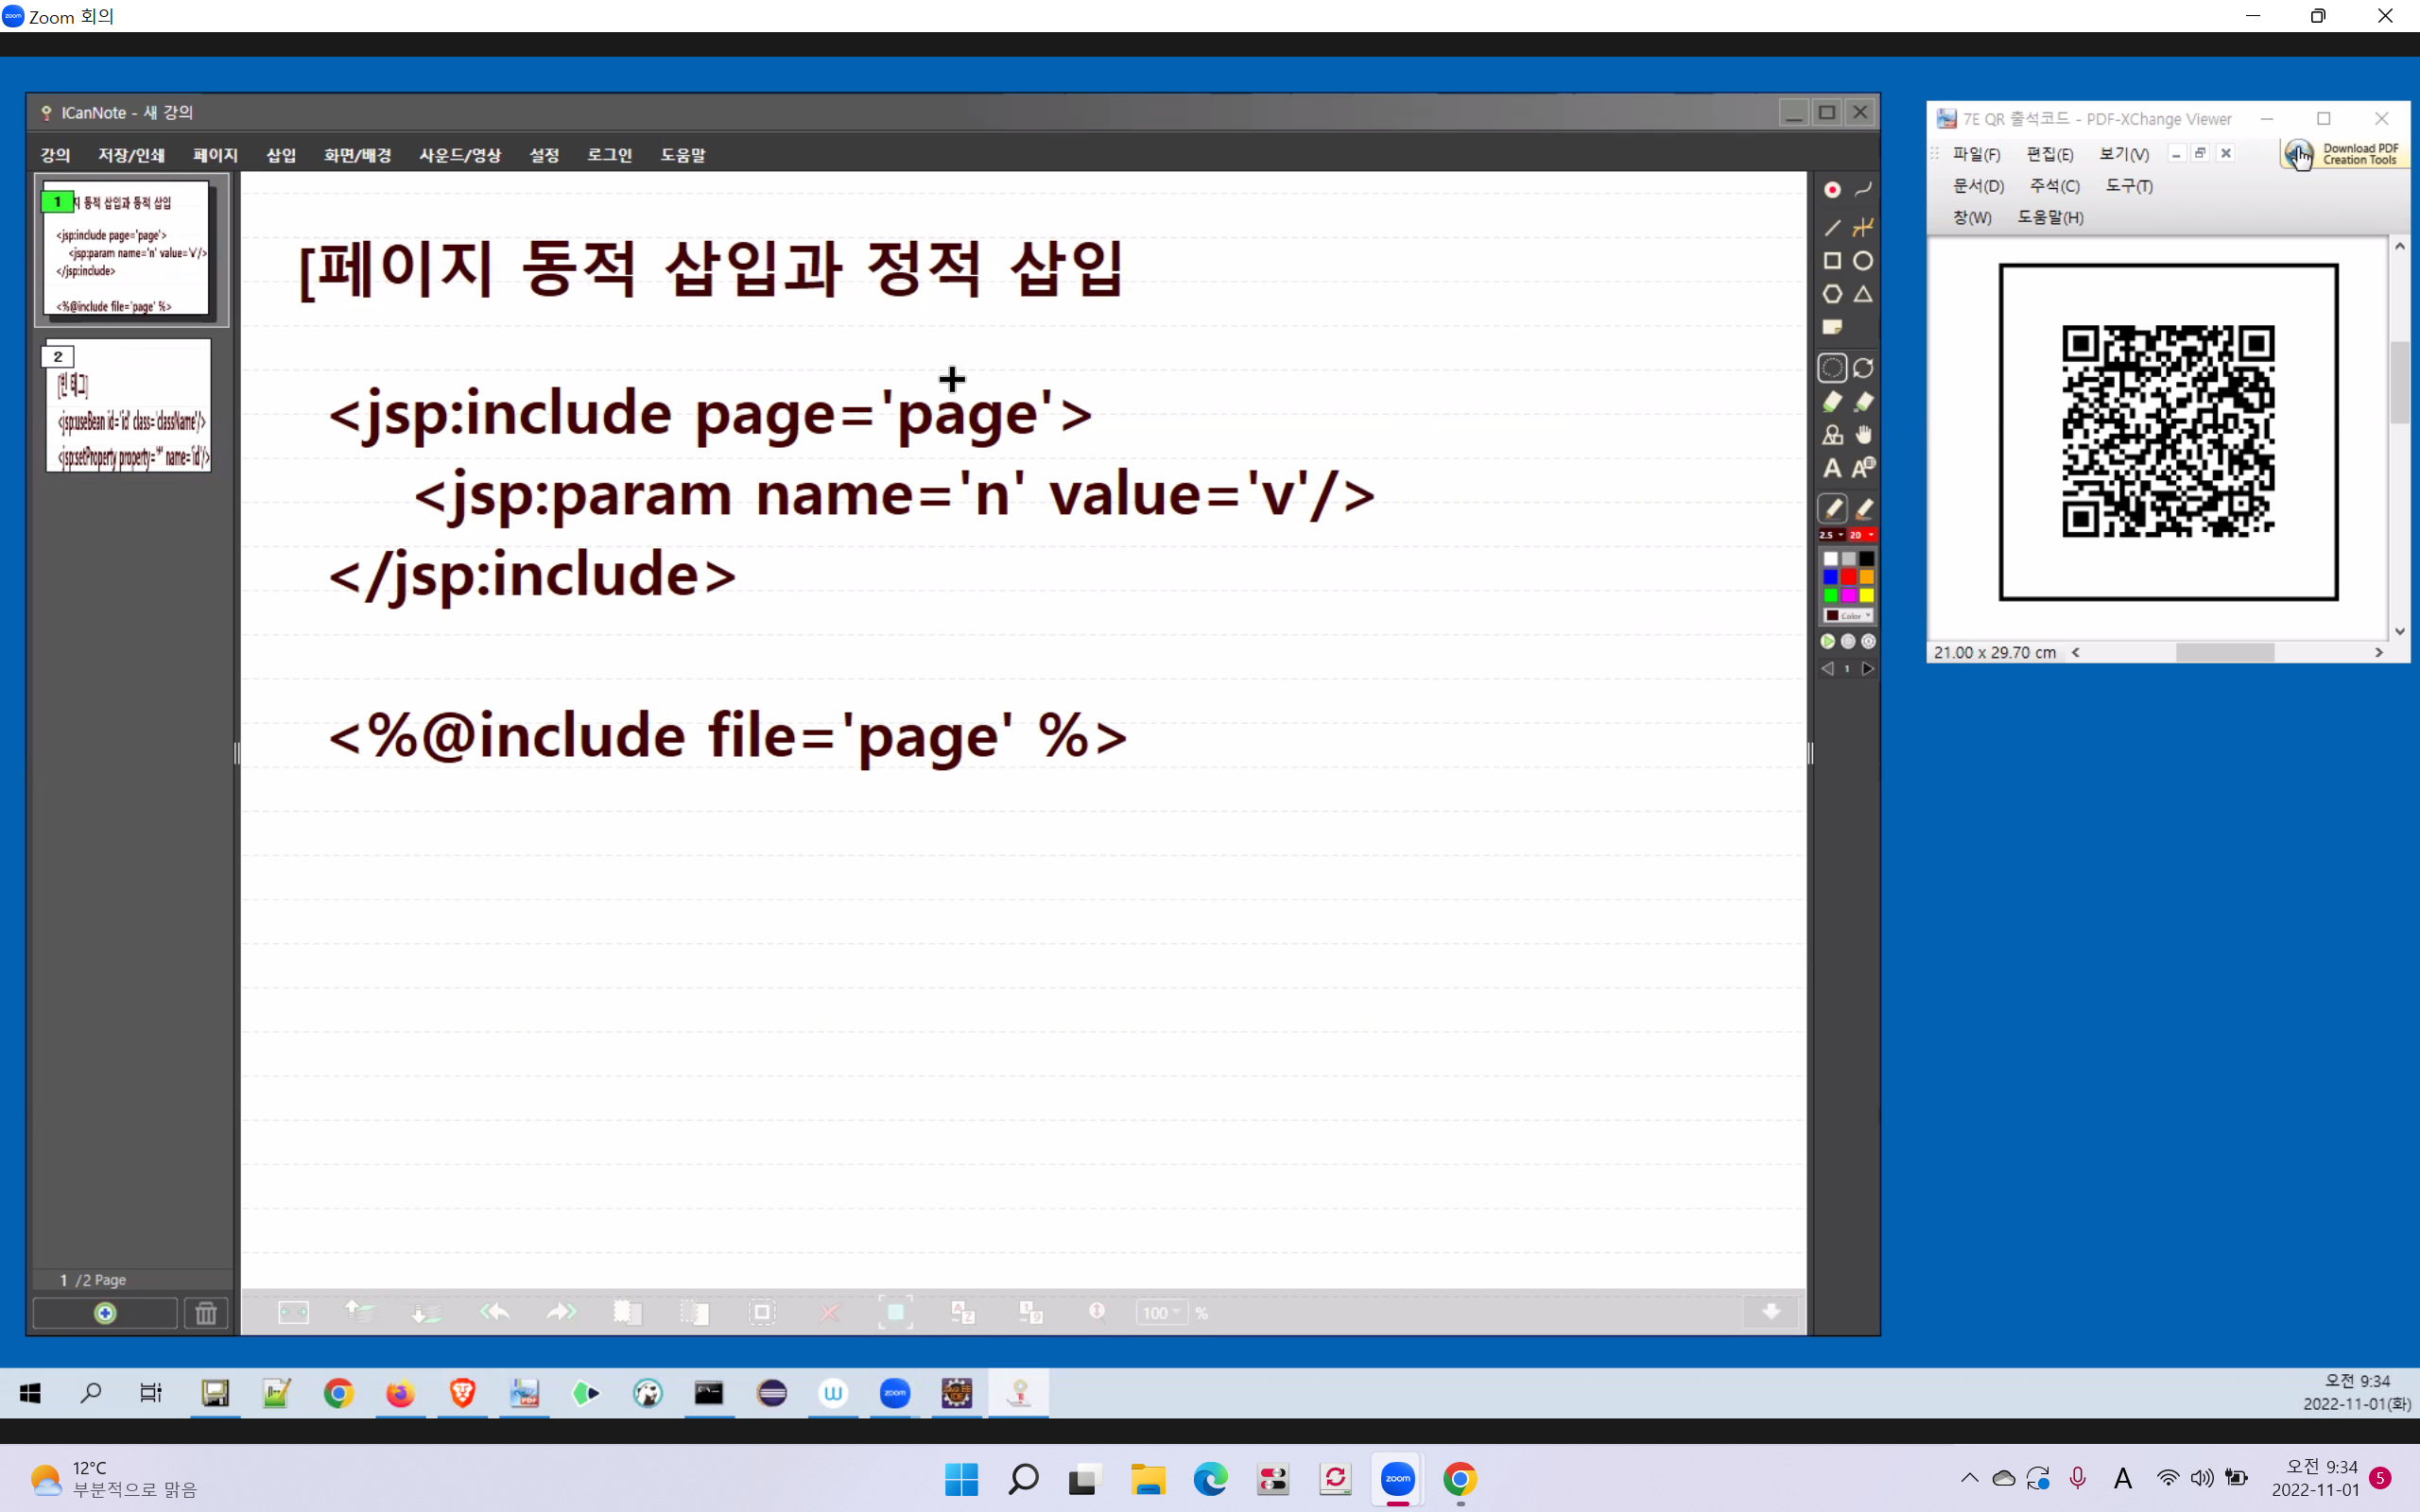 Zoom 회의
ICanNote - 새 강의
강의 저장/인쇄 페이지 삽입 화면/배경 사운드/영상 설정 로그인 도움말
1
지 동적 삽입과 동적 삽입
<jsp:include page='page'>
<jsp:param name='n' value='v'/>
</jsp:include>
<%@include file='page' %>
2
[빈 태그]
<jsp:useBean id='id' class='className'/>
<jsp:setProperty property='*' name='id'/>
1 /2 Page
[페이지 동적 삽입과 정적 삽입
<jsp:include page='page'>
<jsp:param name='n' value='v'/>
</jsp:include>
<%@include file='page' %>
100 %
2.5 20
Color
1
7E QR 출석코드 - PDF-XChange Viewer
파일(F) 편집(E) 보기(V)
Download PDF
Creation Tools
문서(D) 주석(C) 도구(T)
창(W) 도움말(H)
21.00 x 29.70 cm
오전 9:34
2022-11-01(화)
12°C
부분적으로 맑음
zoom
A
오전 9:34
2022-11-01
5